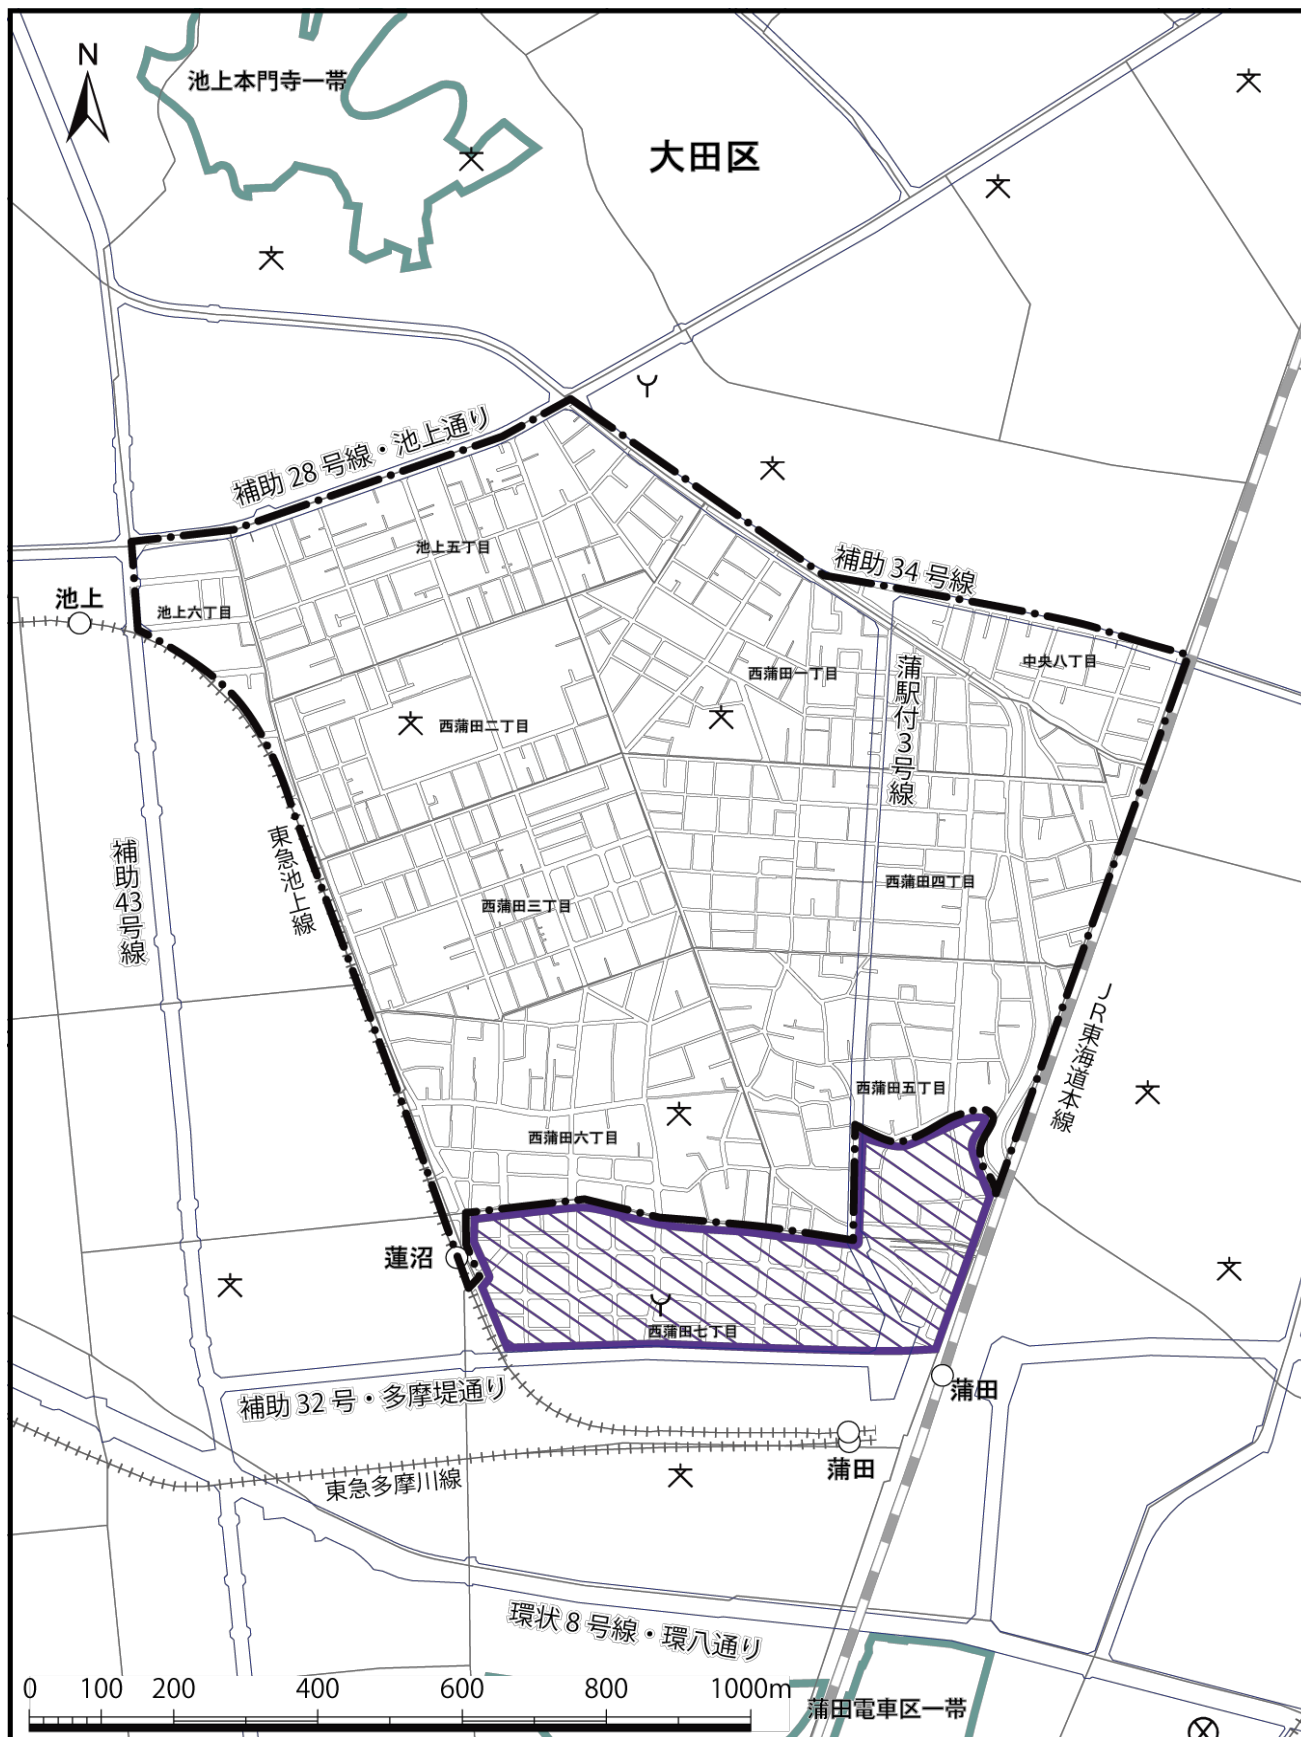 N
池上本門寺一帯
大田区
補助 28 号線・池上通り
池上五丁目
補助 34 号線
池上
池上六丁目
西蒲田一丁目
中央八丁目
蒲駅付3号線
西蒲田二丁目
補助43号線
東急池上線
西蒲田三丁目
西蒲田四丁目
JR東海道本線
西蒲田五丁目
西蒲田六丁目
蓮沼
西蒲田七丁目
補助 32 号・多摩堤通り
蒲田
蒲田
東急多摩川線
環状 8 号線・環八通り
0 100 200 400 600 800 1000m
蒲田電車区一帯